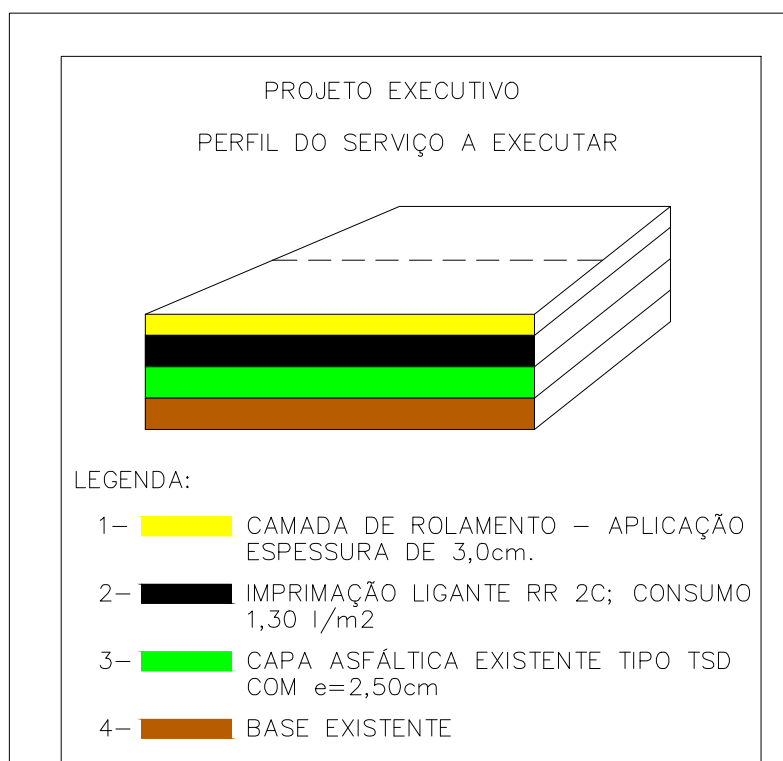 PROJETO EXECUTIVO
PERFIL DO SERVIÇO A EXECUTAR
LEGENDA:
1– CAMADA DE ROLAMENTO – APLICAÇÃO
ESPESSURA DE 3,0cm.
2– IMPRIMAÇÃO LIGANTE RR 2C; CONSUMO
1,30 l/m2
3– CAPA ASFÁLTICA EXISTENTE TIPO TSD
COM e=2,50cm
4– BASE EXISTENTE